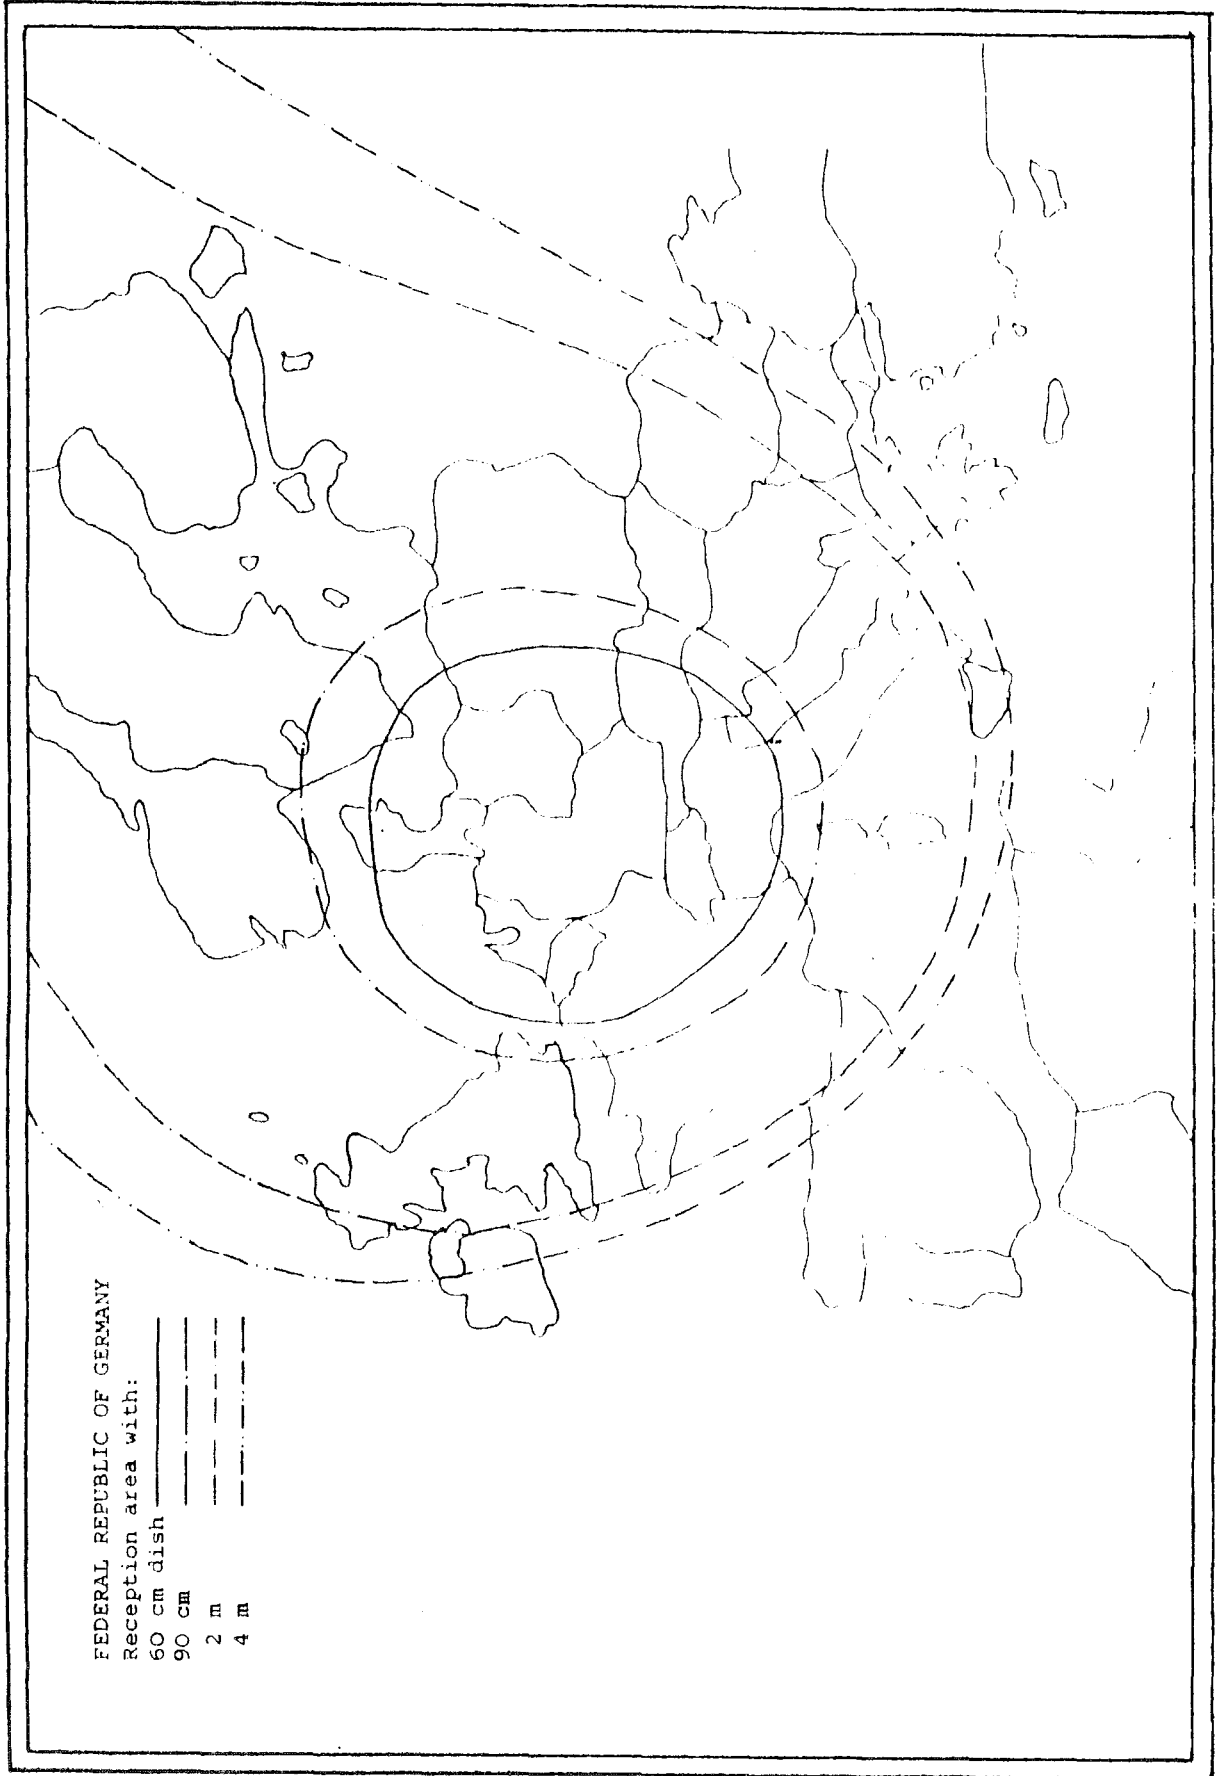 FEDERAL REPUBLIC OF GERMANY
Reception area with:
60 cm dish
90 cm
2 m
4 m